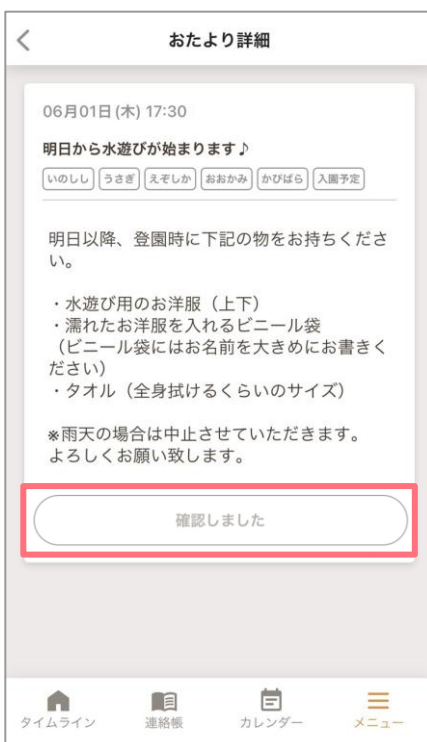 おたより詳細
06月01日(木) 17:30
明日から水遊びが始まります♪
いのしし うさぎ えぞしか おおかみ かぴばら 入園予定
明日以降、登園時に下記の物をお持ちくださ
い。
・水遊び用のお洋服（上下）
・濡れたお洋服を入れるビニール袋
（ビニール袋にはお名前を大きめにお書きく
ださい）
・タオル（全身拭けるくらいのサイズ）
※雨天の場合は中止させていただきます。
よろしくお願い致します。
確認しました
タイムライン 連絡帳 カレンダー メニュー